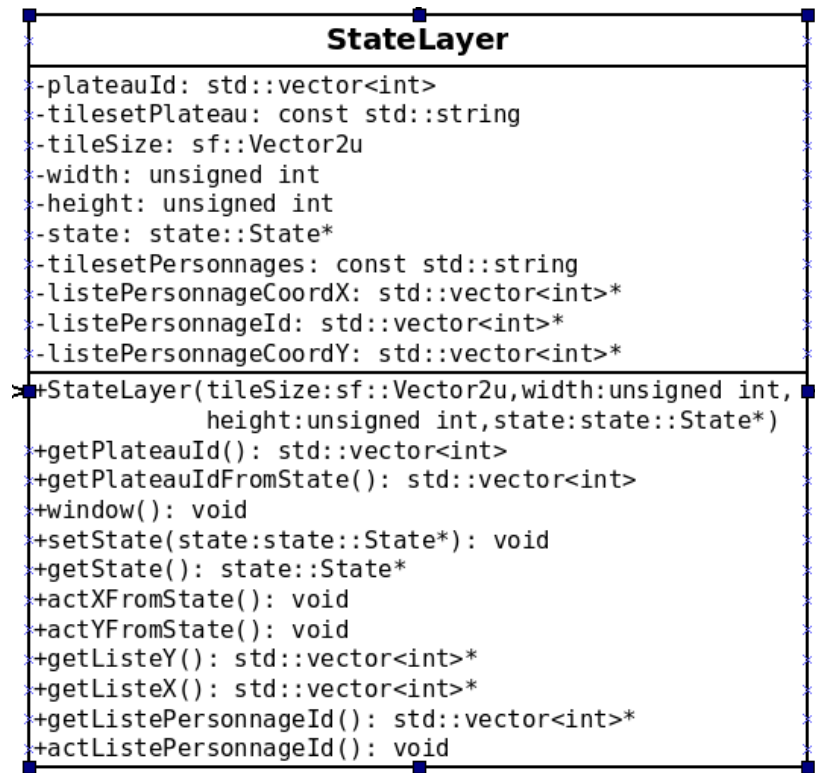 StateLayer
-plateauId: std::vector<int>
-tilesetPlateau: const std::string
-tileSize: sf::Vector2u
-width: unsigned int
-height: unsigned int
-state: state::State*
-tilesetPersonnages: const std::string
-listePersonnageCoordX: std::vector<int>*
-listePersonnageId: std::vector<int>*
-listePersonnageCoordY: std::vector<int>*
+StateLayer(tileSize:sf::Vector2u,width:unsigned int,
height:unsigned int,state:state::State*)
+getPlateauId(): std::vector<int>
+getPlateauIdFromState(): std::vector<int>
+window(): void
+setState(state:state::State*): void
+getState(): state::State*
+actXFromState(): void
+actYFromState(): void
+getListeY(): std::vector<int>*
+getListeX(): std::vector<int>*
+getListePersonnageId(): std::vector<int>*
+actListePersonnageId(): void